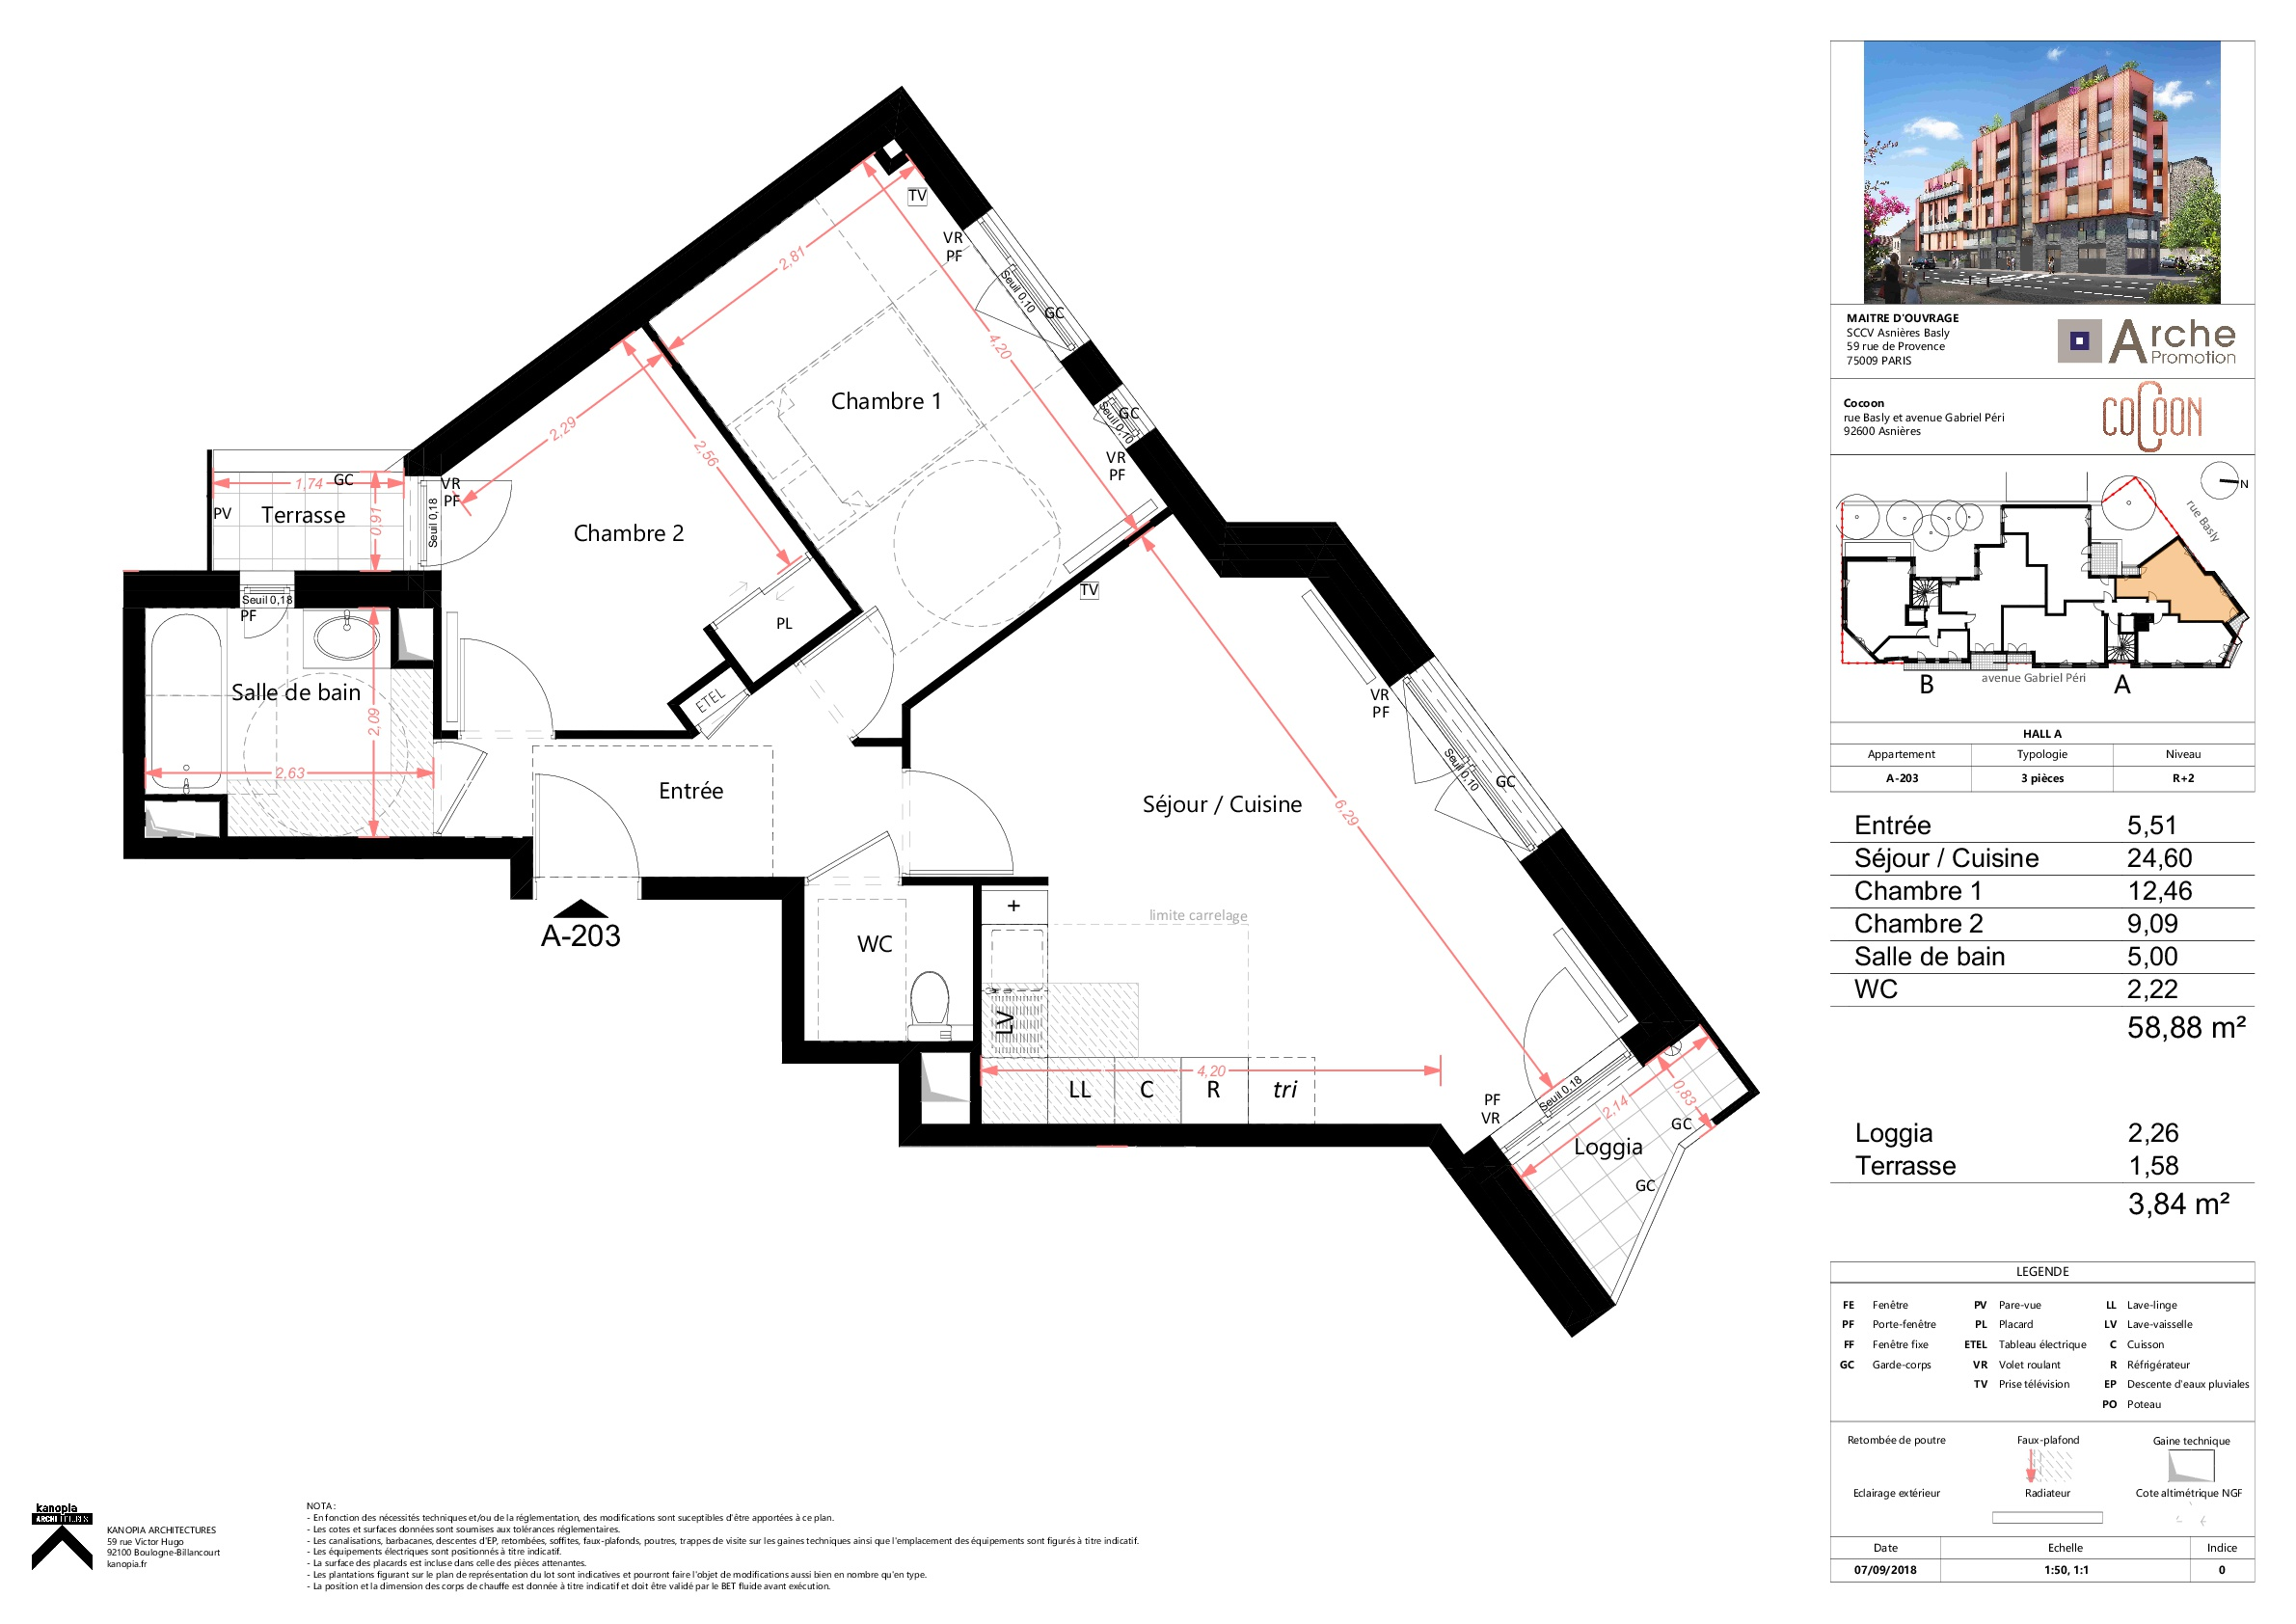 TV
VR
PF
2,81
Seuil 0,10
GC
4,20
Chambre 1
GC
Seuil 0,10
VR
PF
2,29
2,56
GC
1,74
VR
PF
PV
Terrasse
0,91
Seuil 0,18
Chambre 2
TV
Seuil 0,18
PF
PL
Salle de bain
ETEL
2,09
2,63
Entrée
VR
PF
Seuil 0,10
GC
Séjour / Cuisine
6,29
A-203
WC
+
limite carrelage
LV
4,20
LL
C
R
tri
PF
VR
Seuil 0,18
2,14
0,83
GC
Loggia
GC
MAITRE D'OUVRAGE
SCCV Asnières Basly
59 rue de Provence
75009 PARIS
Arche
Promotion
Cocoon
rue Basly et avenue Gabriel Péri
92600 Asnières
COCOON
N
rue Basly
avenue Gabriel Péri
B
A
HALL A
Appartement Typologie Niveau
A-203 3 pièces R+2
Entrée 5,51
Séjour / Cuisine 24,60
Chambre 1 12,46
Chambre 2 9,09
Salle de bain 5,00
WC 2,22
58,88 m²
Loggia 2,26
Terrasse 1,58
3,84 m²
LEGENDE
FE Fenêtre PV Pare-vue LL Lave-linge
PF Porte-fenêtre PL Placard LV Lave-vaisselle
FF Fenêtre fixe ETEL Tableau électrique C Cuisson
GC Garde-corps VR Volet roulant R Réfrigérateur
TV Prise télévision EP Descente d'eaux pluviales
PO Poteau
Retombée de poutre Faux-plafond Gaine technique
Eclairage extérieur Radiateur Cote altimétrique NGF
Date Echelle Indice
07/09/2018 1:50, 1:1 0
kanopia
ARCHITECTURES
KANOPIA ARCHITECTURES
59 rue Victor Hugo
92100 Boulogne-Billancourt
kanopia.fr
NOTA :
- En fonction des nécessités techniques et/ou de la réglementation, des modifications sont suceptibles d'être apportées à ce plan.
- Les cotes et surfaces données sont soumises aux tolérances réglementaires.
- Les canalisations, barbacanes, descentes d'EP, retombées, soffites, faux-plafonds, poutres, trappes de visite sur les gaines techniques ainsi que l'emplacement des équipements sont figurés à titre indicatif.
- Les équipements électriques sont positionnés à titre indicatif.
- La surface des placards est incluse dans celle des pièces attenantes.
- Les plantations figurant sur le plan de représentation du lot sont indicatives et pourront faire l'objet de modifications aussi bien en nombre qu'en type.
- La position et la dimension des corps de chauffe est donnée à titre indicatif et doit être validé par le BET fluide avant exécution.